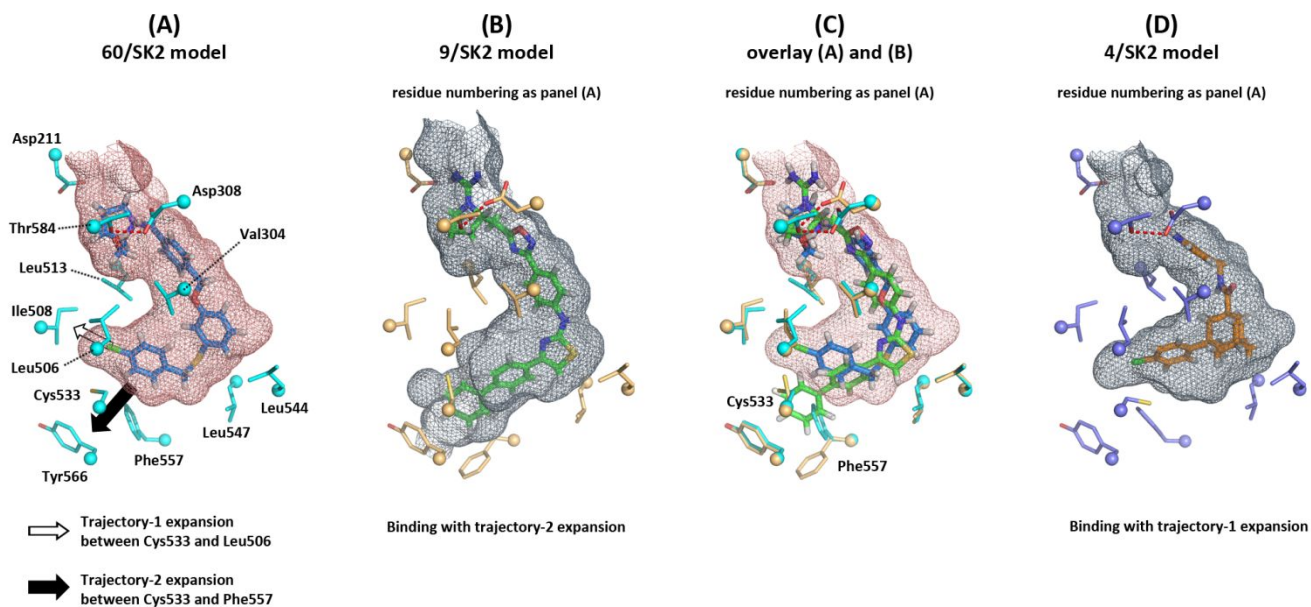 (A)
60/SK2 model
Asp211
Asp308
Thr584
Val304
Leu513
Ile508
Leu506
Cys533
Leu544
Leu547
Phe557
Tyr566
Trajectory-1 expansion
between Cys533 and Leu506
Trajectory-2 expansion
between Cys533 and Phe557
(B)
9/SK2 model
residue numbering as panel (A)
Binding with trajectory-2 expansion
(C)
overlay (A) and (B)
residue numbering as panel (A)
Cys533
Phe557
(D)
4/SK2 model
residue numbering as panel (A)
Binding with trajectory-1 expansion